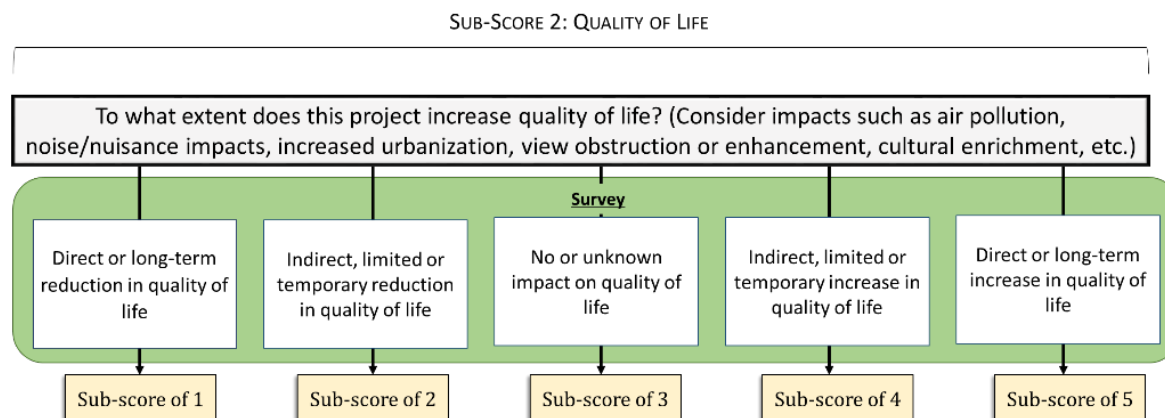 SUB-SCORE 2: QUALITY OF LIFE
To what extent does this project increase quality of life? (Consider impacts such as air pollution,
noise/nuisance impacts, increased urbanization, view obstruction or enhancement, cultural enrichment, etc.)
Survey
Direct or long-term
reduction in quality of
life
Indirect, limited or
temporary reduction
in quality of life
No or unknown
impact on quality of
life
Indirect, limited or
temporary increase in
quality of life
Direct or long-term
increase in quality of
life
Sub-score of 1
Sub-score of 2
Sub-score of 3
Sub-score of 4
Sub-score of 5